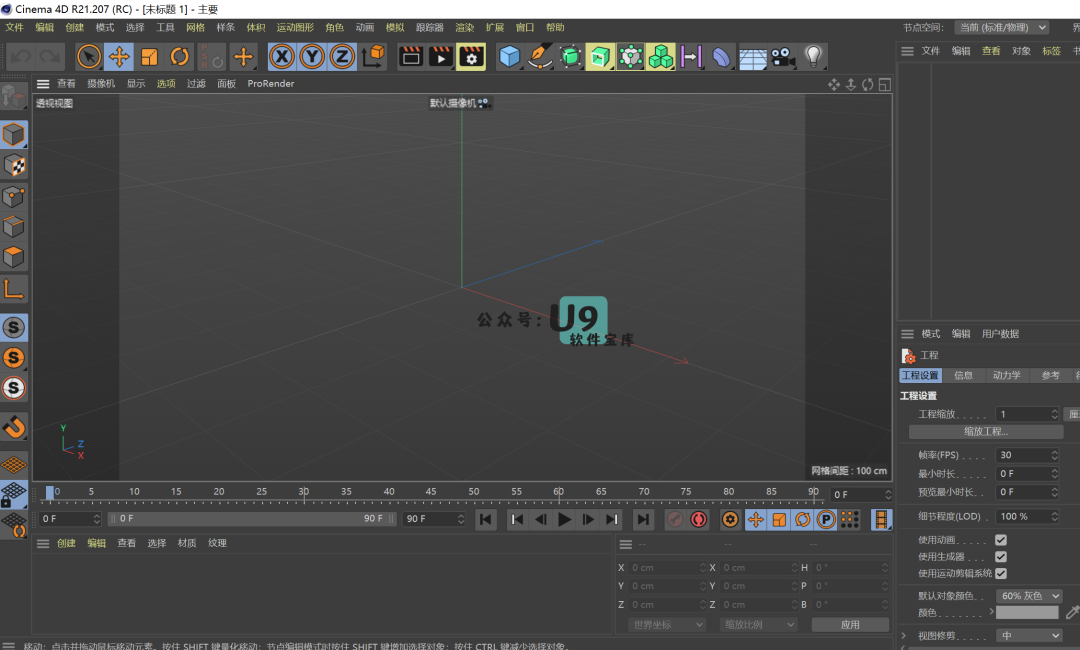 Cinema 4D R21.207 (RC) - [未标题 1] - 主要
文件 编辑 创建 模式 选择 工具 网格 样条 体积 运动图形 角色 动画 模拟 跟踪器 渲染 扩展 窗口 帮助 节点空间: 当前 (标准/物理)
X Y Z
文件 编辑 查看 对象 标签
查看 摄像机 显示 选项 过滤 面板 ProRender
透视视图
默认摄像机
公众号: U9
软件宝库
Y
Z
X
网格间距 : 100 cm
S
S
S
模式 编辑 用户数据
工程
工程设置 信息 动力学 参考
工程设置
工程缩放 . . . . . 1
缩放工程...
帧率(FPS) . . . . 30
最小时长. . . . . 0 F
预览最小时长. . 0 F
细节程度(LOD) . 100 %
使用动画 . . . . .
使用生成器 . . .
使用运动剪辑系统
默认对象颜色. . 60% 灰色
颜色. . . . . . . .
视图修剪. . . . . 中
0 5 10 15 20 25 30 35 40 45 50 55 60 65 70 75 80 85 90 0 F
0 F 0 F 90 F 90 F
P
创建 编辑 查看 选择 材质 纹理
-- -- --
X 0 cm X 0 cm H 0 °
Y 0 cm Y 0 cm P 0 °
Z 0 cm Z 0 cm B 0 °
世界坐标 缩放比例 应用
移动: 点击并拖动鼠标移动元素。按住 SHIFT 键量化移动; 节点编辑模式时按住 SHIFT 键增加选择对象; 按住 CTRL 键减少选择对象。